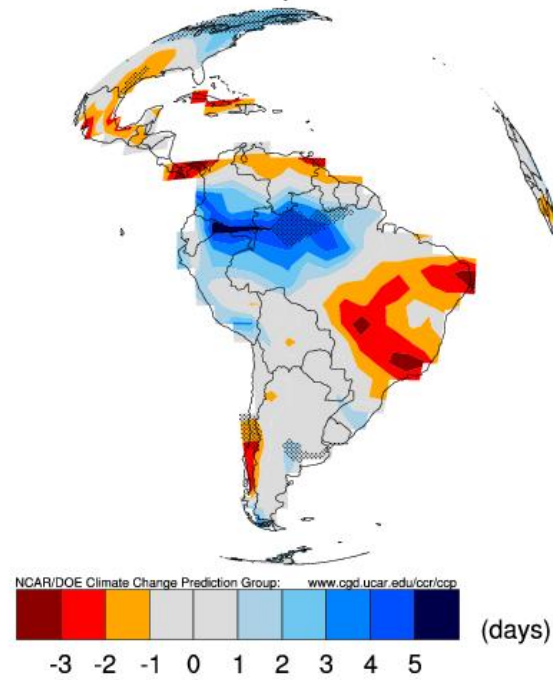 NCAR/DOE Climate Change Prediction Group: www.cgd.ucar.edu/ccr/ccp
(days)
-3 -2 -1 0 1 2 3 4 5